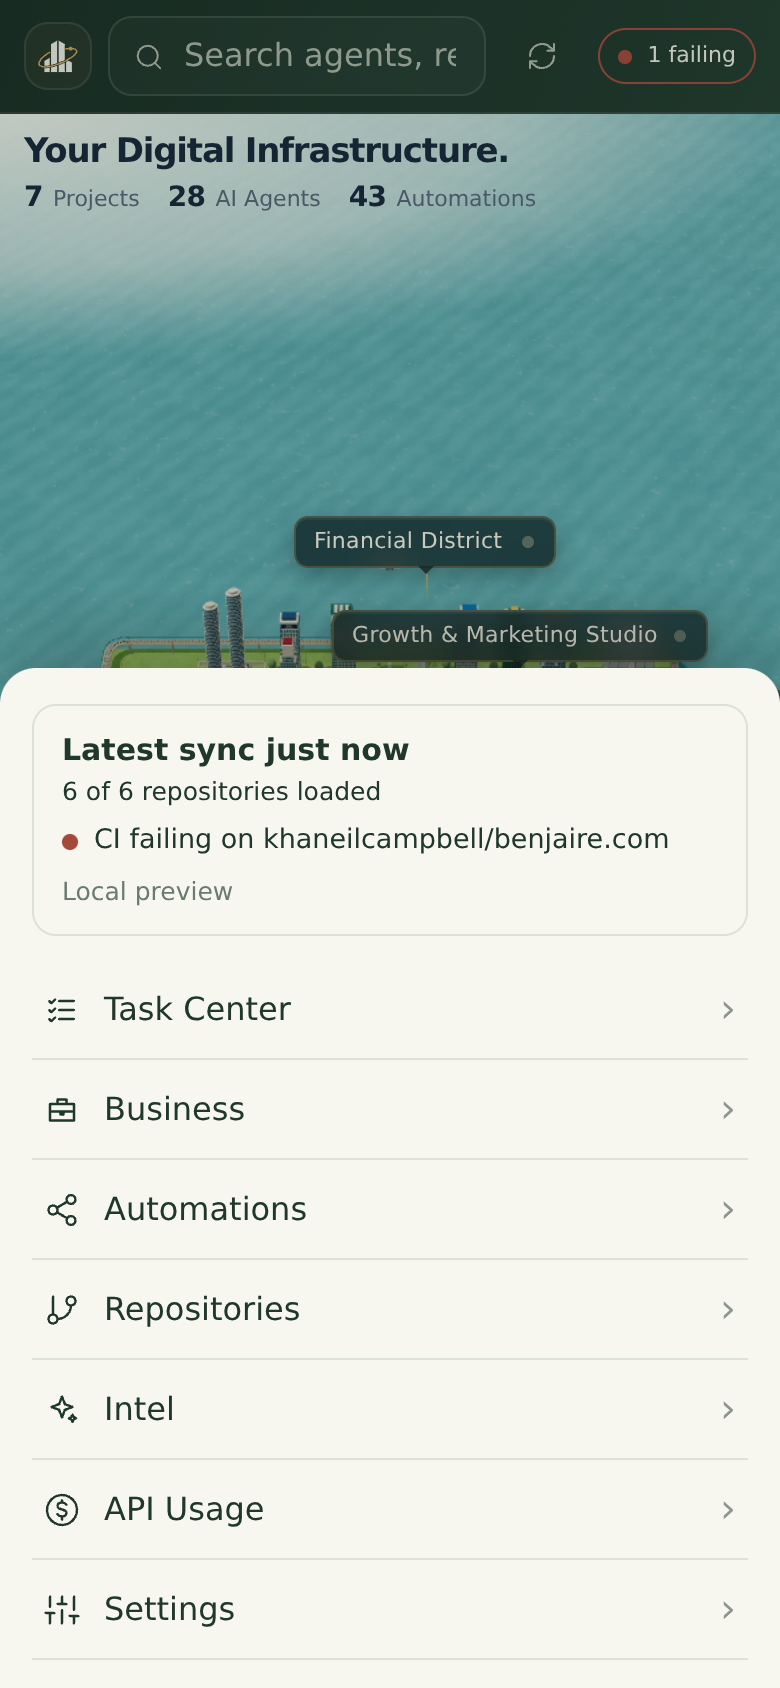 Search agents, re
1 failing
Your Digital Infrastructure.
7 Projects 28 AI Agents 43 Automations
Financial District
Growth & Marketing Studio
Latest sync just now
6 of 6 repositories loaded
CI failing on khaneilcampbell/benjaire.com
Local preview
Task Center
Business
Automations
Repositories
Intel
API Usage
Settings